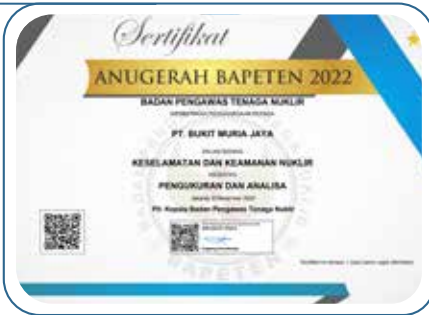 Sertifikat
ANUGERAH BAPETEN 2022
BADAN PENGAWAS TENAGA NUKLIR
PT. BUKIT MURIA JAYA
KESELAMATAN DAN KEAMANAN NUKLIR
PENGUKURAN DAN ANALISA
Plt. Kepala Badan Pengawas Tenaga Nuklir
BAPETEN